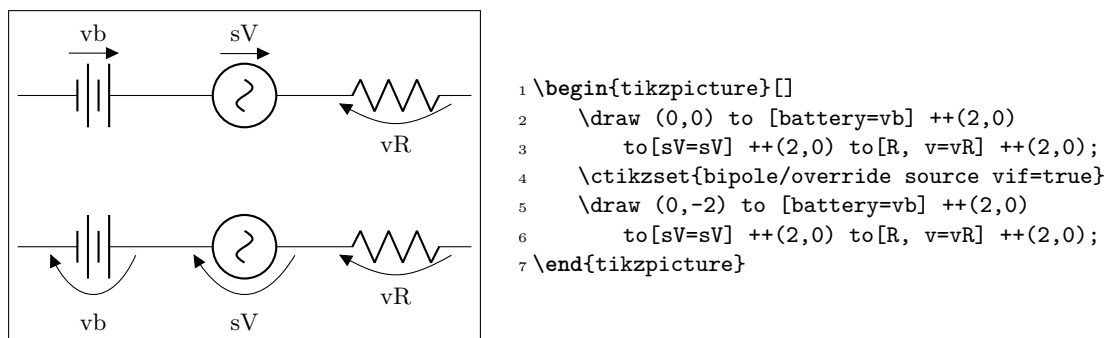 vb sV
vR
vb sV vR
1 \begin{tikzpicture}[]
2 \draw (0,0) to [battery=vb] ++(2,0)
3 to[sV=sV] ++(2,0) to[R, v=vR] ++(2,0);
4 \ctikzset{bipole/override source vif=true}
5 \draw (0,-2) to [battery=vb] ++(2,0)
6 to[sV=sV] ++(2,0) to[R, v=vR] ++(2,0);
7 \end{tikzpicture}